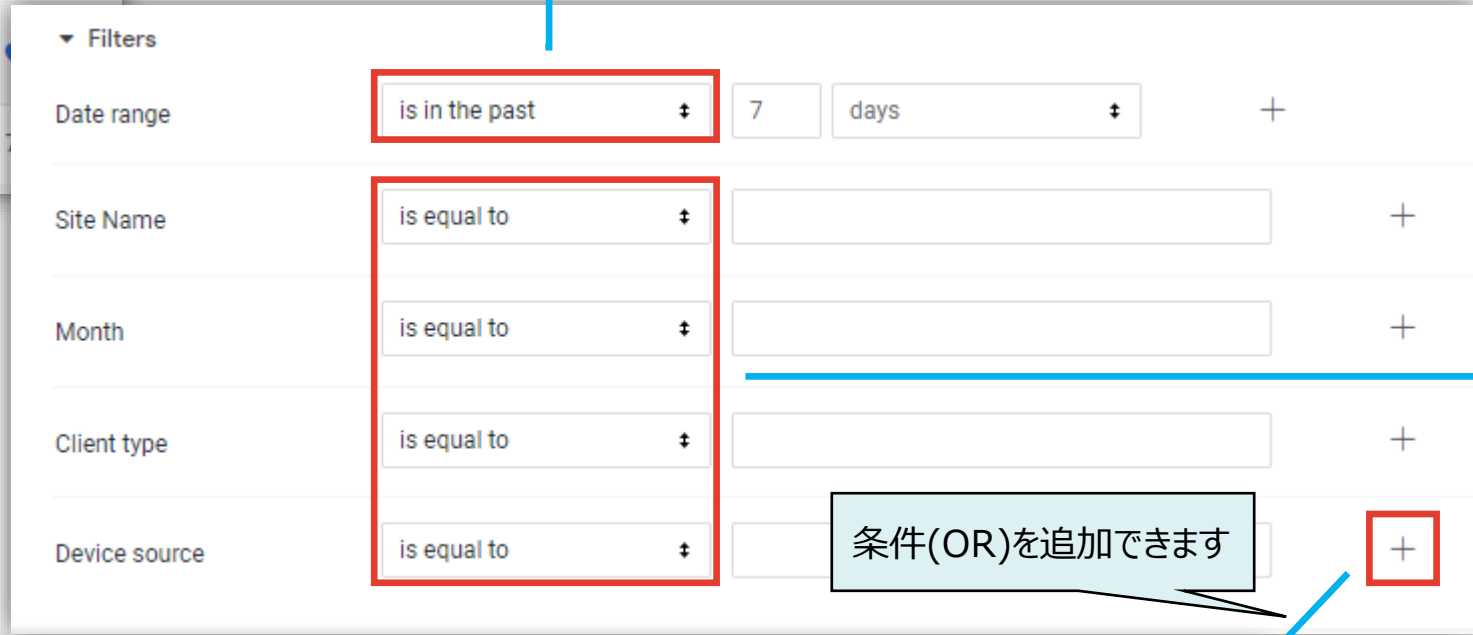 Filters
Date range is in the past 7 days
Site Name is equal to
Month is equal to
Client type is equal to
Device source is equal to
条件(OR)を追加できます